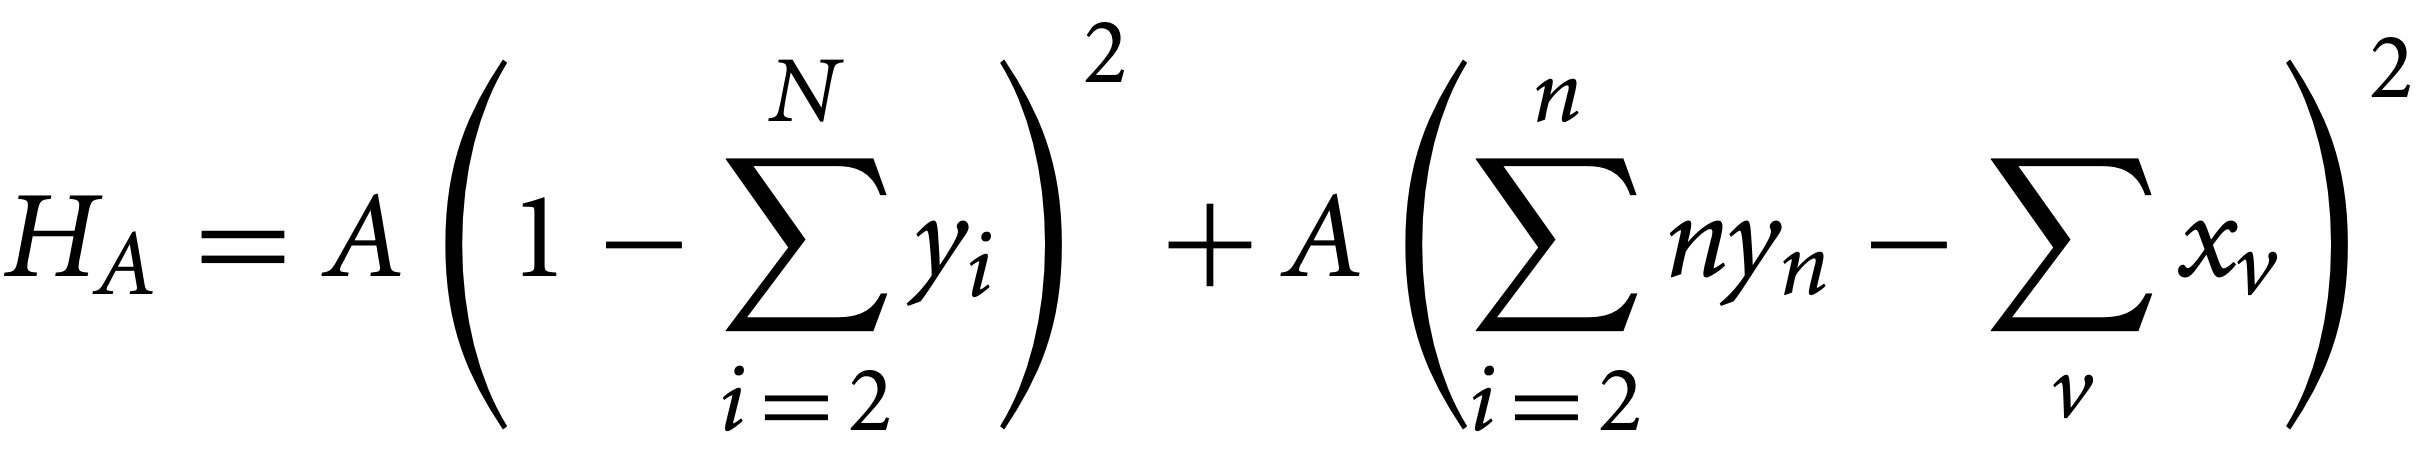 H_A = A \left( 1 - \sum_{i=2}^{N} y_i \right)^2 + A \left( \sum_{i=2}^{n} n y_n - \sum_{v} x_v \right)^2